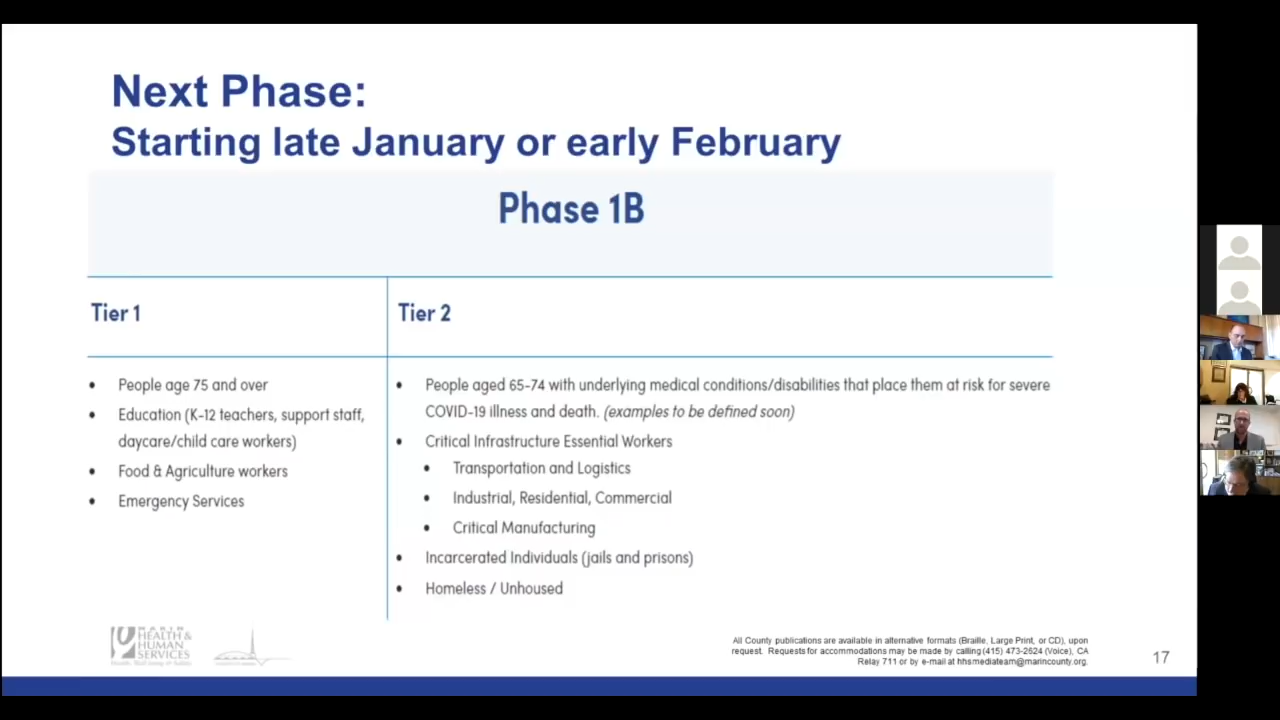 Next Phase:
Starting late January or early February
Phase 1B
Tier 1
• People age 75 and over
• Education (K-12 teachers, support staff,
daycare/child care workers)
• Food & Agriculture workers
• Emergency Services
Tier 2
• People aged 65-74 with underlying medical conditions/disabilities that place them at risk for severe
COVID-19 illness and death. (examples to be defined soon)
• Critical Infrastructure Essential Workers
• Transportation and Logistics
• Industrial, Residential, Commercial
• Critical Manufacturing
• Incarcerated Individuals (jails and prisons)
• Homeless / Unhoused
MARIN
HEALTH &
HUMAN
SERVICES
All County publications are available in alternative formats (Braille, Large Print, or CD), upon
request. Requests for accommodations may be made by calling (415) 473-2624 (Voice), CA
Relay 711 or by e-mail at hhsmediateam@marincounty.org.
17